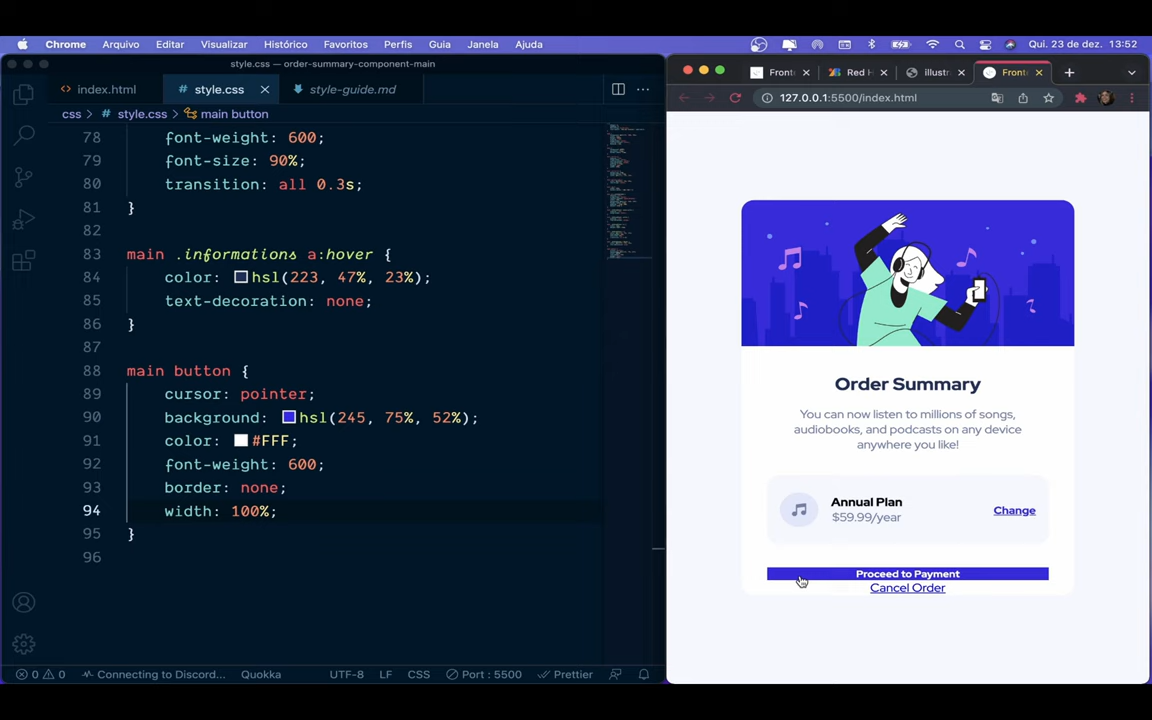 Chrome Arquivo Editar Visualizar Histórico Favoritos Perfis Guia Janela Ajuda Qui. 23 de dez. 13:52
style.css — order-summary-component-main
index.html style.css style-guide.md
css > style.css > main button
78 font-weight: 600;
79 font-size: 90%;
80 transition: all 0.3s;
81 }
82
83 main .informations a:hover {
84 color: hsl(223, 47%, 23%);
85 text-decoration: none;
86 }
87
88 main button {
89 cursor: pointer;
90 background: hsl(245, 75%, 52%);
91 color: #FFF;
92 font-weight: 600;
93 border: none;
94 width: 100%;
95 }
96
0 0 Connecting to Discord... Quokka UTF-8 LF CSS Port : 5500 Prettier
Front Red H illustr Front
127.0.0.1:5500/index.html
Order Summary
You can now listen to millions of songs,
audiobooks, and podcasts on any device
anywhere you like!
Annual Plan
$59.99/year
Change
Proceed to Payment
Cancel Order